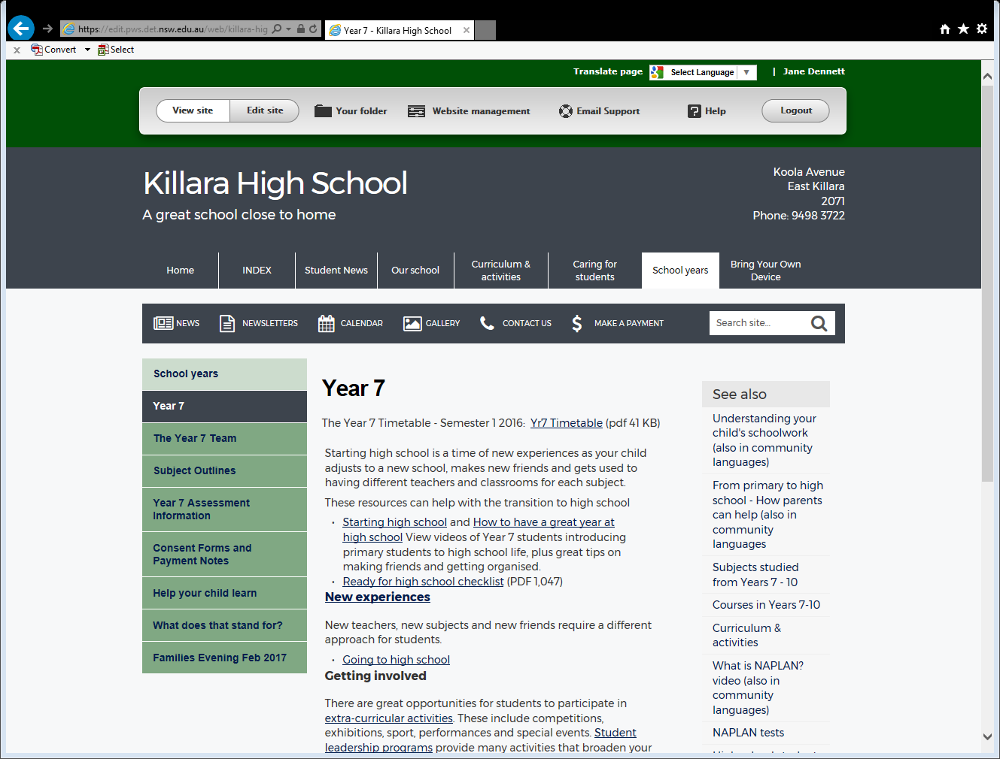 https://edit.pws.det.nsw.edu.au/web/killara-hig
Year 7 - Killara High School
Convert
Select
Translate page
Select Language
| Jane Dennett
View site
Edit site
Your folder
Website management
Email Support
Help
Logout
Killara High School
A great school close to home
Koola Avenue
East Killara
2071
Phone: 9498 3722
Home
INDEX
Student News
Our school
Curriculum &
activities
Caring for
students
School years
Bring Your Own
Device
NEWS
NEWSLETTERS
CALENDAR
GALLERY
CONTACT US
MAKE A PAYMENT
Search site...
School years
Year 7
The Year 7 Team
Subject Outlines
Year 7 Assessment
Information
Consent Forms and
Payment Notes
Help your child learn
What does that stand for?
Families Evening Feb 2017
Year 7
The Year 7 Timetable - Semester 1 2016: Yr7 Timetable (pdf 41 KB)
Starting high school is a time of new experiences as your child
adjusts to a new school, makes new friends and gets used to
having different teachers and classrooms for each subject.
These resources can help with the transition to high school
• Starting high school and How to have a great year at
high school View videos of Year 7 students introducing
primary students to high school life, plus great tips on
making friends and getting organised.
• Ready for high school checklist (PDF 1,047)
New experiences
New teachers, new subjects and new friends require a different
approach for students.
• Going to high school
Getting involved
There are great opportunities for students to participate in
extra-curricular activities. These include competitions,
exhibitions, sport, performances and special events. Student
leadership programs provide many activities that broaden your
See also
Understanding your
child's schoolwork
(also in community
languages)
From primary to high
school - How parents
can help (also in
community
languages
Subjects studied
from Years 7 - 10
Courses in Years 7-10
Curriculum &
activities
What is NAPLAN?
video (also in
community
languages)
NAPLAN tests